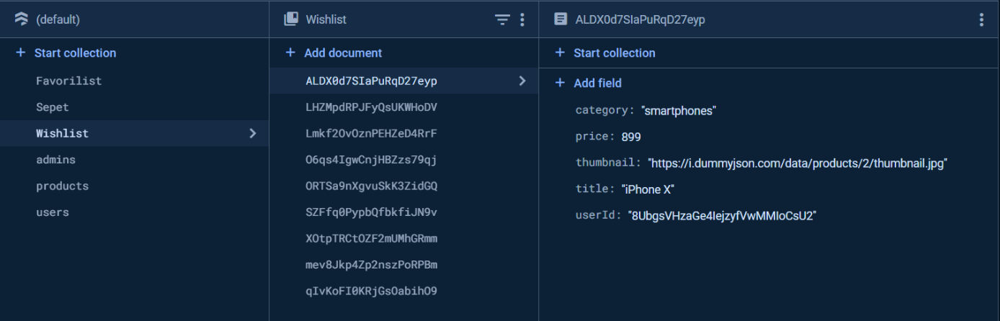 (default)
Start collection
Favorilist
Sepet
Wishlist
admins
products
users
Wishlist
Add document
ALDX0d7SIaPuRqD27eyp
LHZMpdRPJFyQsUKWHoDV
Lmkf2OvOznPEHZeD4RrF
O6qs4IgwCnjHBZzs79qj
ORTSa9nXgvuSkK3ZidGQ
SZFfq0PypbQfbkfiJN9v
XOtpTRCtOZF2mUMhGRmm
mev8Jkp4Zp2nszPoRPBm
qIvKoFI0KRjGsOabihO9
ALDX0d7SIaPuRqD27eyp
Start collection
Add field
category: "smartphones"
price: 899
thumbnail: "https://i.dummyjson.com/data/products/2/thumbnail.jpg"
title: "iPhone X"
userId: "8UbgsVHzaGe4IejzyfVwMMIoCsU2"